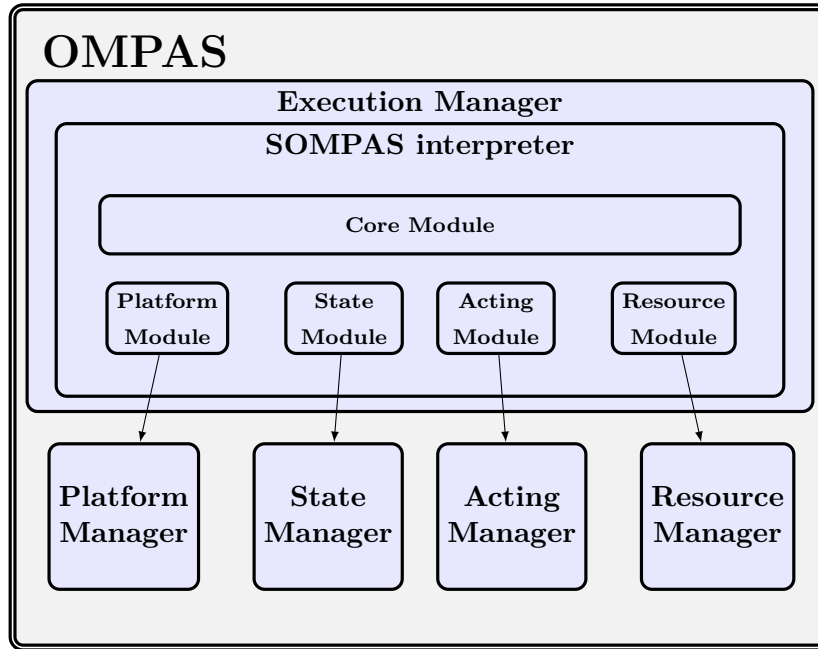 OMPAS
Execution Manager
SOMPAS interpreter
Core Module
Platform
Module
State
Module
Acting
Module
Resource
Module
Platform
Manager
State
Manager
Acting
Manager
Resource
Manager